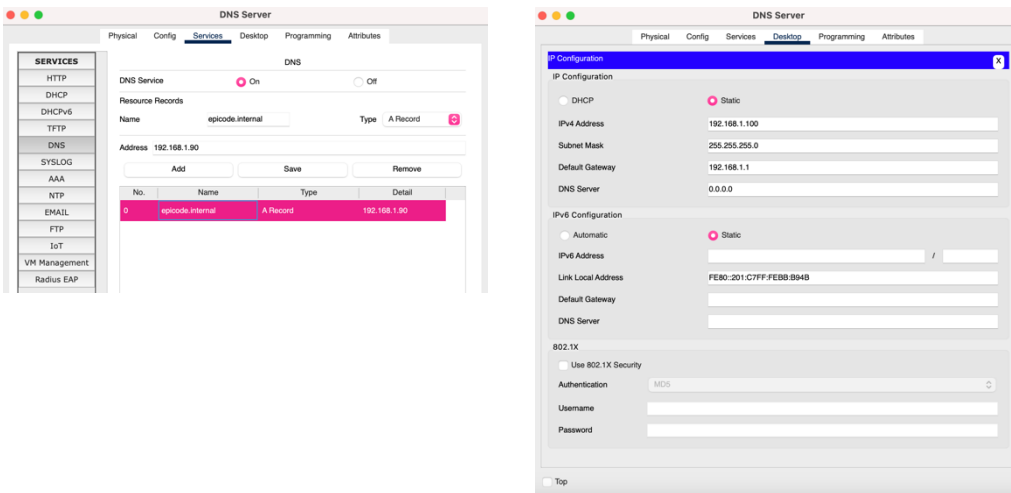 DNS Server
Physical Config Services Desktop Programming Attributes
SERVICES
HTTP
DHCP
DHCPv6
TFTP
DNS
SYSLOG
AAA
NTP
EMAIL
FTP
IoT
VM Management
Radius EAP
DNS
DNS Service On Off
Resource Records
Name epicode.internal Type A Record
Address 192.168.1.90
Add Save Remove
No. Name Type Detail
0 epicode.internal A Record 192.168.1.90
DNS Server
Physical Config Services Desktop Programming Attributes
IP Configuration X
IP Configuration
DHCP Static
IPv4 Address 192.168.1.100
Subnet Mask 255.255.255.0
Default Gateway 192.168.1.1
DNS Server 0.0.0.0
IPv6 Configuration
Automatic Static
IPv6 Address /
Link Local Address FE80::201:C7FF:FEBB:B94B
Default Gateway
DNS Server
802.1X
Use 802.1X Security
Authentication MD5
Username
Password
Top